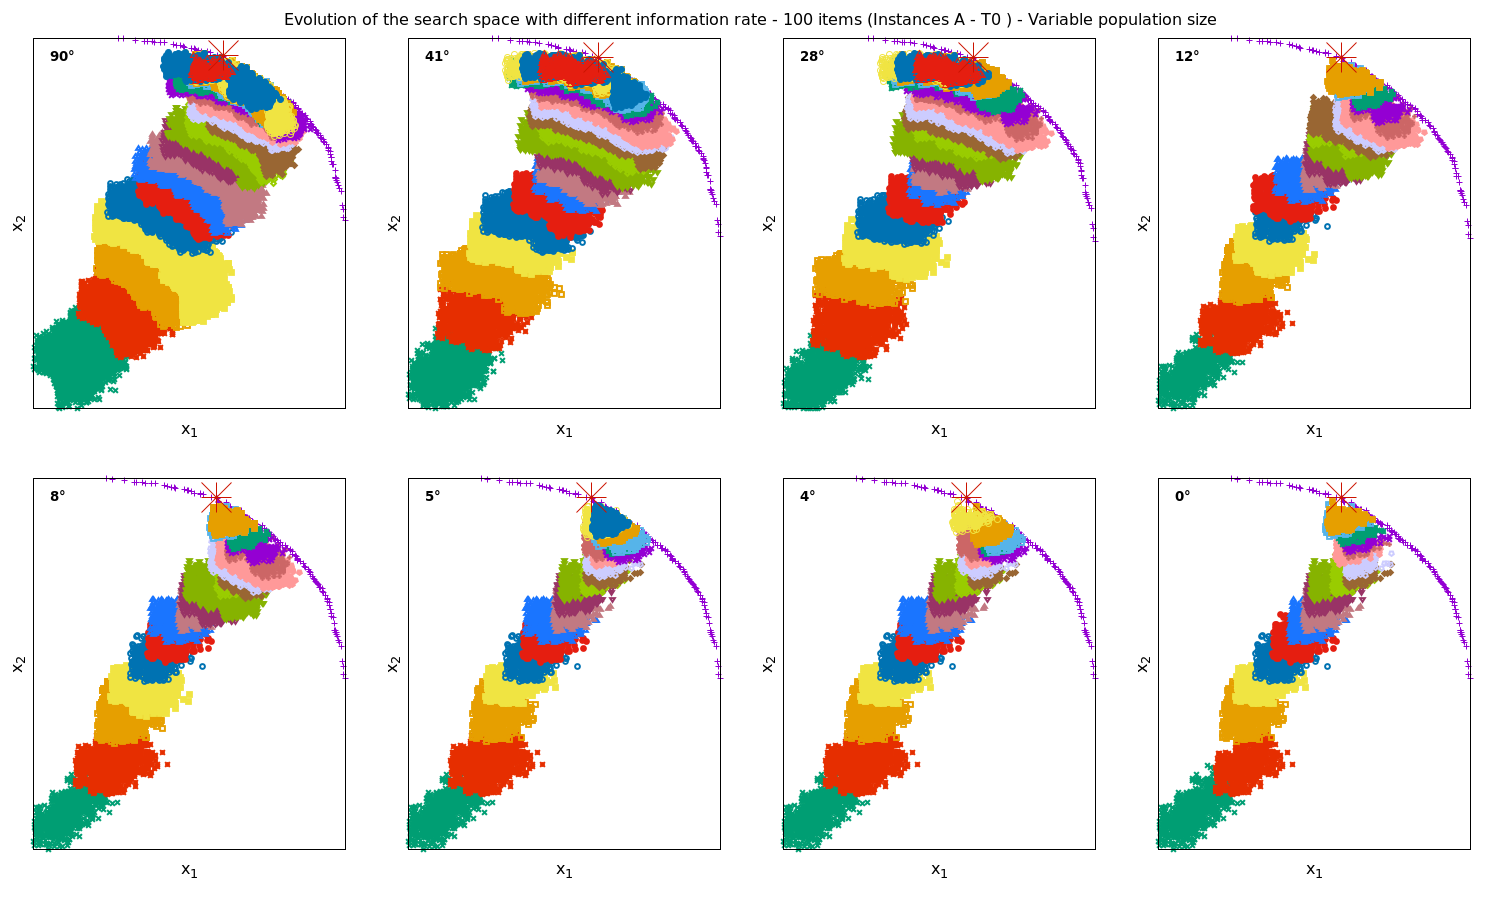 Evolution of the search space with different information rate - 100 items (Instances A - T0 ) - Variable population size
90°
41°
28°
12°
x2
x2
x2
x2
x1
x1
x1
x1
8°
5°
4°
0°
x2
x2
x2
x2
x1
x1
x1
x1